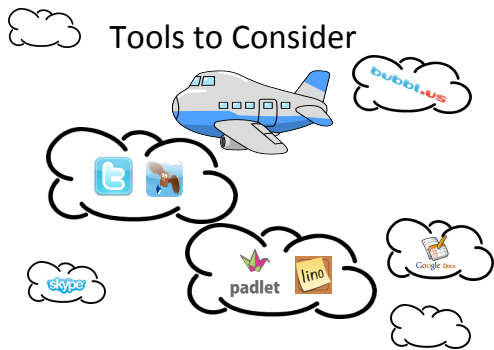 Tools to Consider
bubbl.us
t
padlet
lino
Google Docs
skype